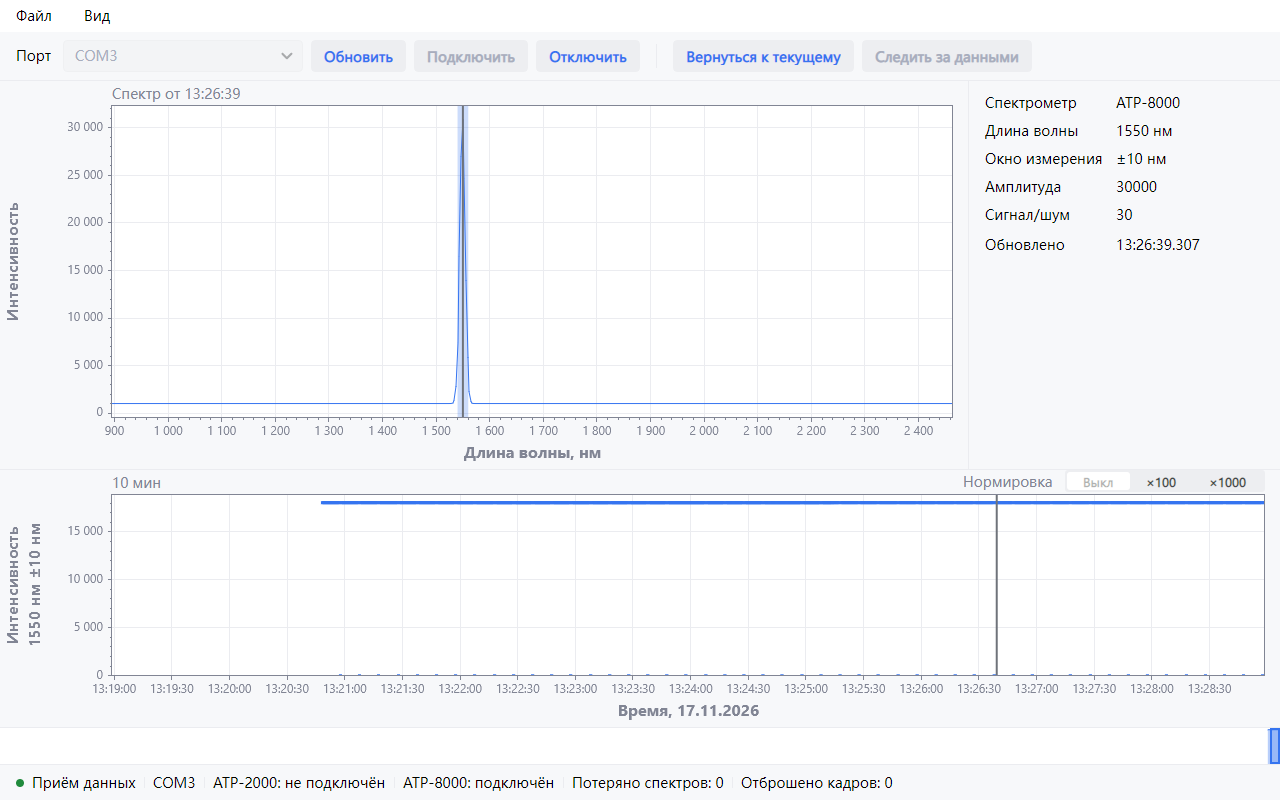 Файл Вид
Порт COM3 Обновить Подключить Отключить Вернуться к текущему Следить за данными
Спектр от 13:26:39
Интенсивность
30 000
25 000
20 000
15 000
10 000
5 000
0
900 1 000 1 100 1 200 1 300 1 400 1 500 1 600 1 700 1 800 1 900 2 000 2 100 2 200 2 300 2 400
Длина волны, нм
Спектрометр ATP-8000
Длина волны 1550 нм
Окно измерения ±10 нм
Амплитуда 30000
Сигнал/шум 30
Обновлено 13:26:39.307
10 мин Нормировка Выкл ×100 ×1000
Интенсивность
1550 нм ±10 нм
15 000
10 000
5 000
0
13:19:00 13:19:30 13:20:00 13:20:30 13:21:00 13:21:30 13:22:00 13:22:30 13:23:00 13:23:30 13:24:00 13:24:30 13:25:00 13:25:30 13:26:00 13:26:30 13:27:00 13:27:30 13:28:00 13:28:30
Время, 17.11.2026
Приём данных COM3 ATP-2000: не подключён ATP-8000: подключён Потеряно спектров: 0 Отброшено кадров: 0